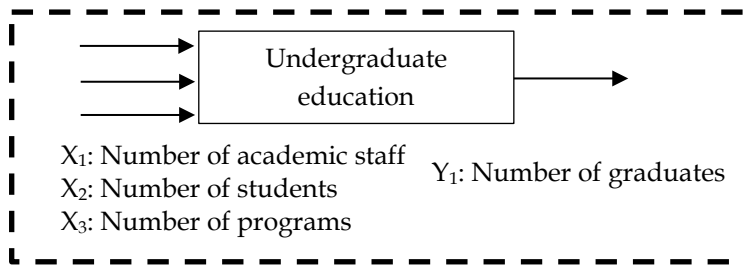 Undergraduate
education
X₁: Number of academic staff
X₂: Number of students
X₃: Number of programs
Y₁: Number of graduates